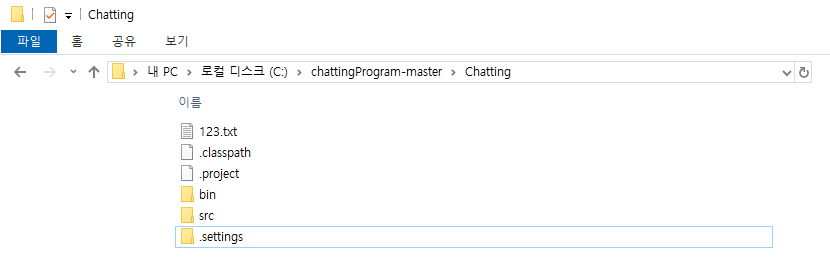 Chatting
파일 홈 공유 보기
내 PC 로컬 디스크 (C:) chattingProgram-master Chatting
이름
123.txt
.classpath
.project
bin
src
.settings